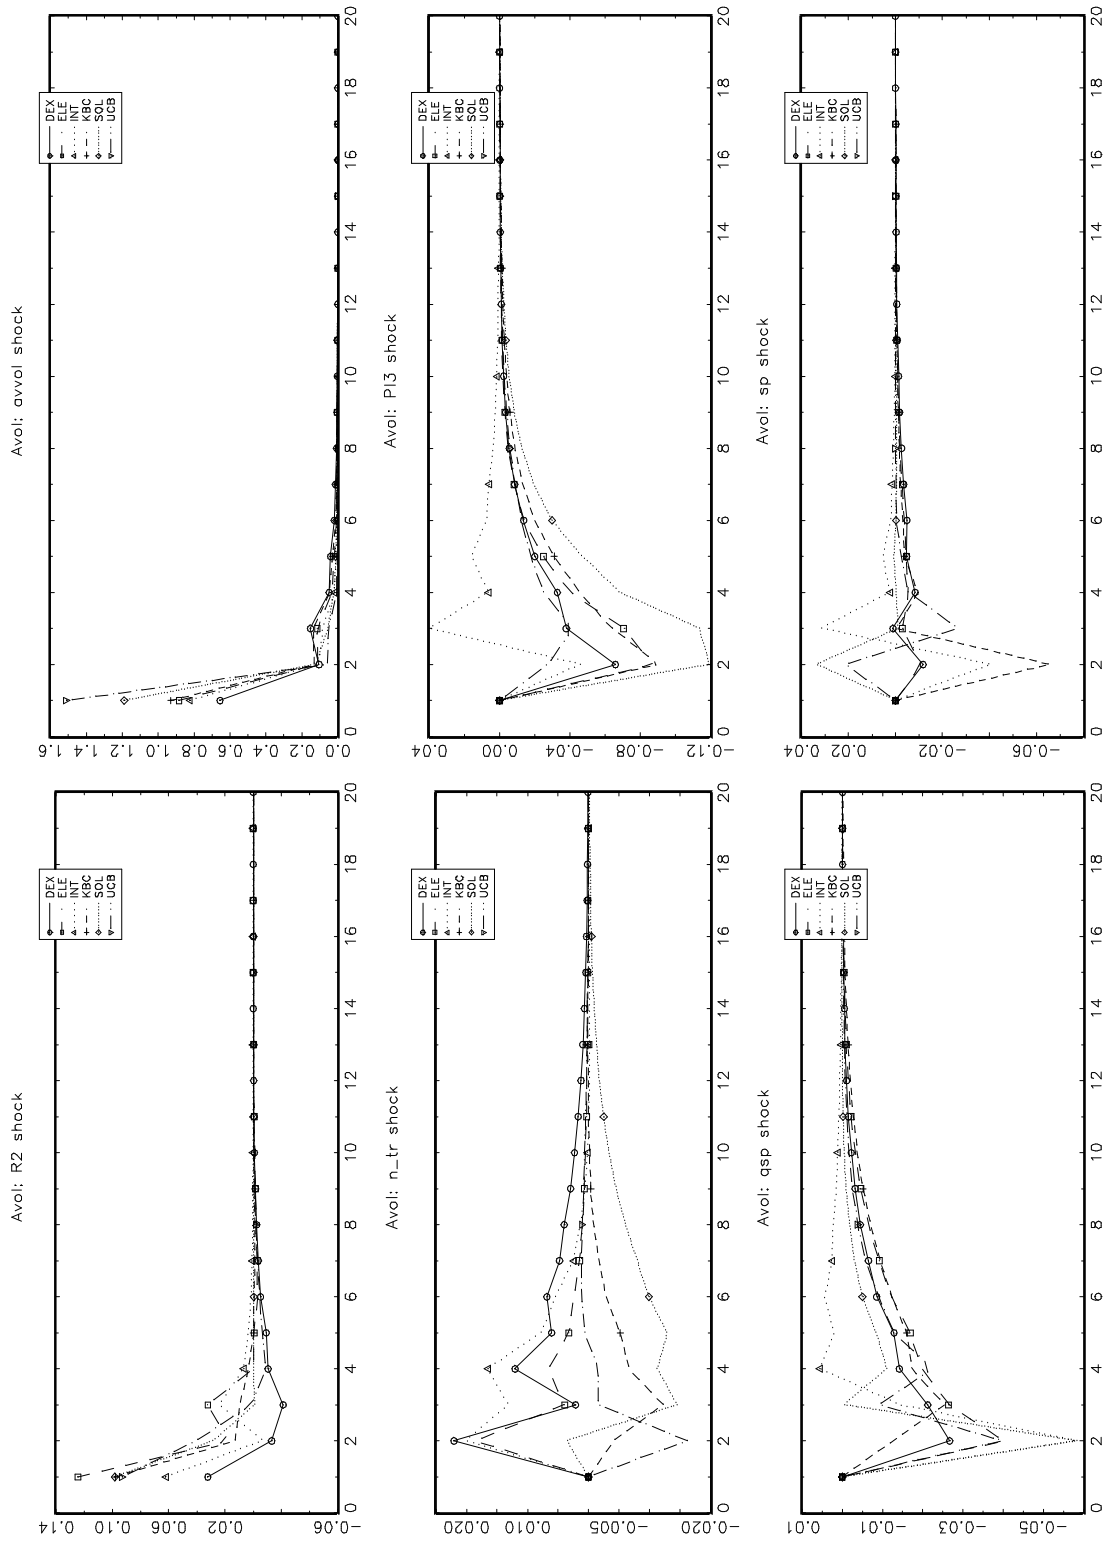 Avol: R2 shock
0.14
0.10
0.06
0.02
-0.06
0 2 4 6 8 10 12 14 16 18 20
DEX
ELE
INT
KBC
SOL
UCB
Avol: avvol shock
1.6
1.4
1.2
1.0
0.8
0.6
0.4
0.2
0.0
0 2 4 6 8 10 12 14 16 18 20
DEX
ELE
INT
KBC
SOL
UCB
Avol: n_tr shock
0.020
0.010
-0.005
-0.020
0 2 4 6 8 10 12 14 16 18 20
DEX
ELE
INT
KBC
SOL
UCB
Avol: PI3 shock
0.04
0.00
-0.04
-0.08
-0.12
0 2 4 6 8 10 12 14 16 18 20
DEX
ELE
INT
KBC
SOL
UCB
Avol: qsp shock
0.01
-0.01
-0.03
-0.05
0 2 4 6 8 10 12 14 16 18 20
DEX
ELE
INT
KBC
SOL
UCB
Avol: sp shock
0.04
0.02
-0.02
-0.06
0 2 4 6 8 10 12 14 16 18 20
DEX
ELE
INT
KBC
SOL
UCB